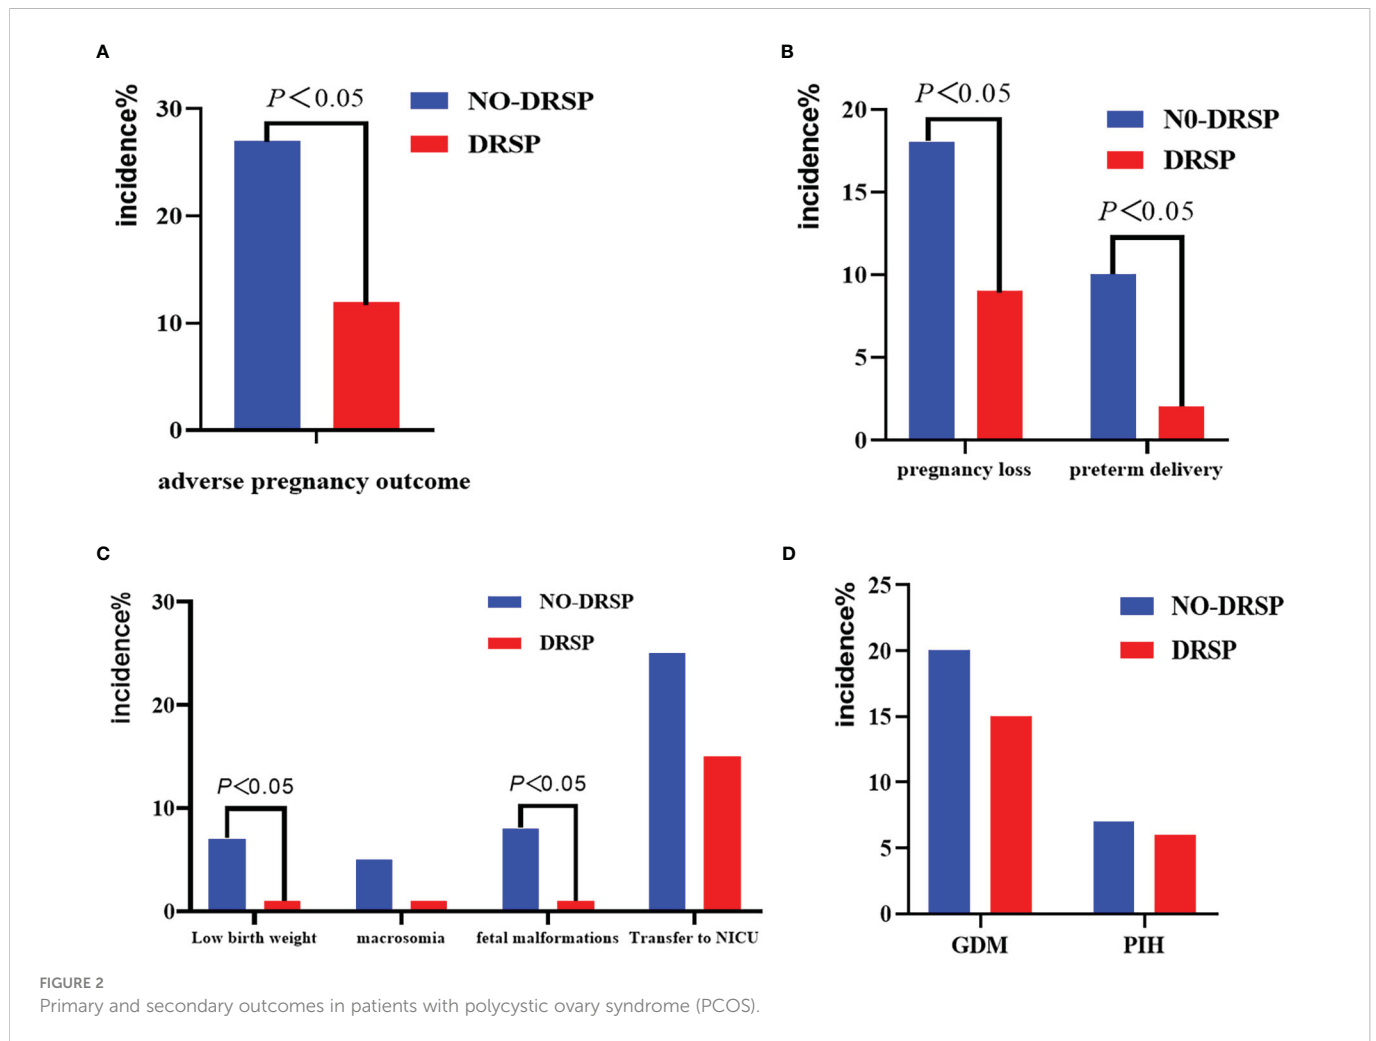 A
incidence%
30
20
10
0
P<0.05
NO-DRSP
DRSP
adverse pregnancy outcome
B
incidence%
20
15
10
5
0
P<0.05
P<0.05
N0-DRSP
DRSP
pregnancy loss
preterm delivery
C
incidence%
30
20
10
0
P<0.05
P<0.05
NO-DRSP
DRSP
Low birth weight
macrosomia
fetal malformations
Transfer to NICU
D
incidence%
25
20
15
10
5
0
NO-DRSP
DRSP
GDM
PIH
FIGURE 2
Primary and secondary outcomes in patients with polycystic ovary syndrome (PCOS).